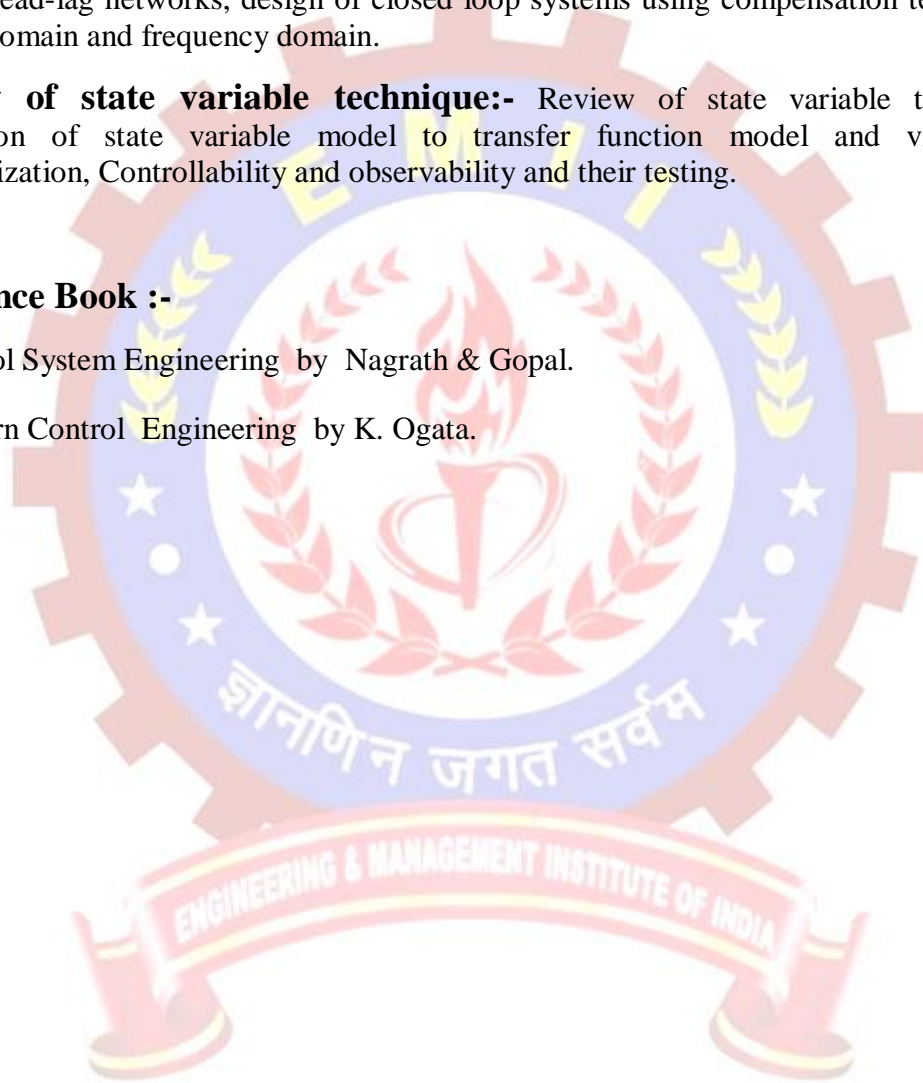 ead-lag networks, design of closed loop systems using compensation te
omain and frequency domain.
of state variable technique:- Review of state variable t
on of state variable model to transfer function model and v
ization, Controllability and observability and their testing.
nce Book :-
ol System Engineering by Nagrath & Gopal.
rn Control Engineering by K. Ogata.
E M I I
ज्ञानणिन जगत सर्वम
ENGINEERING & MANAGEMENT INSTITUTE OF INDIA